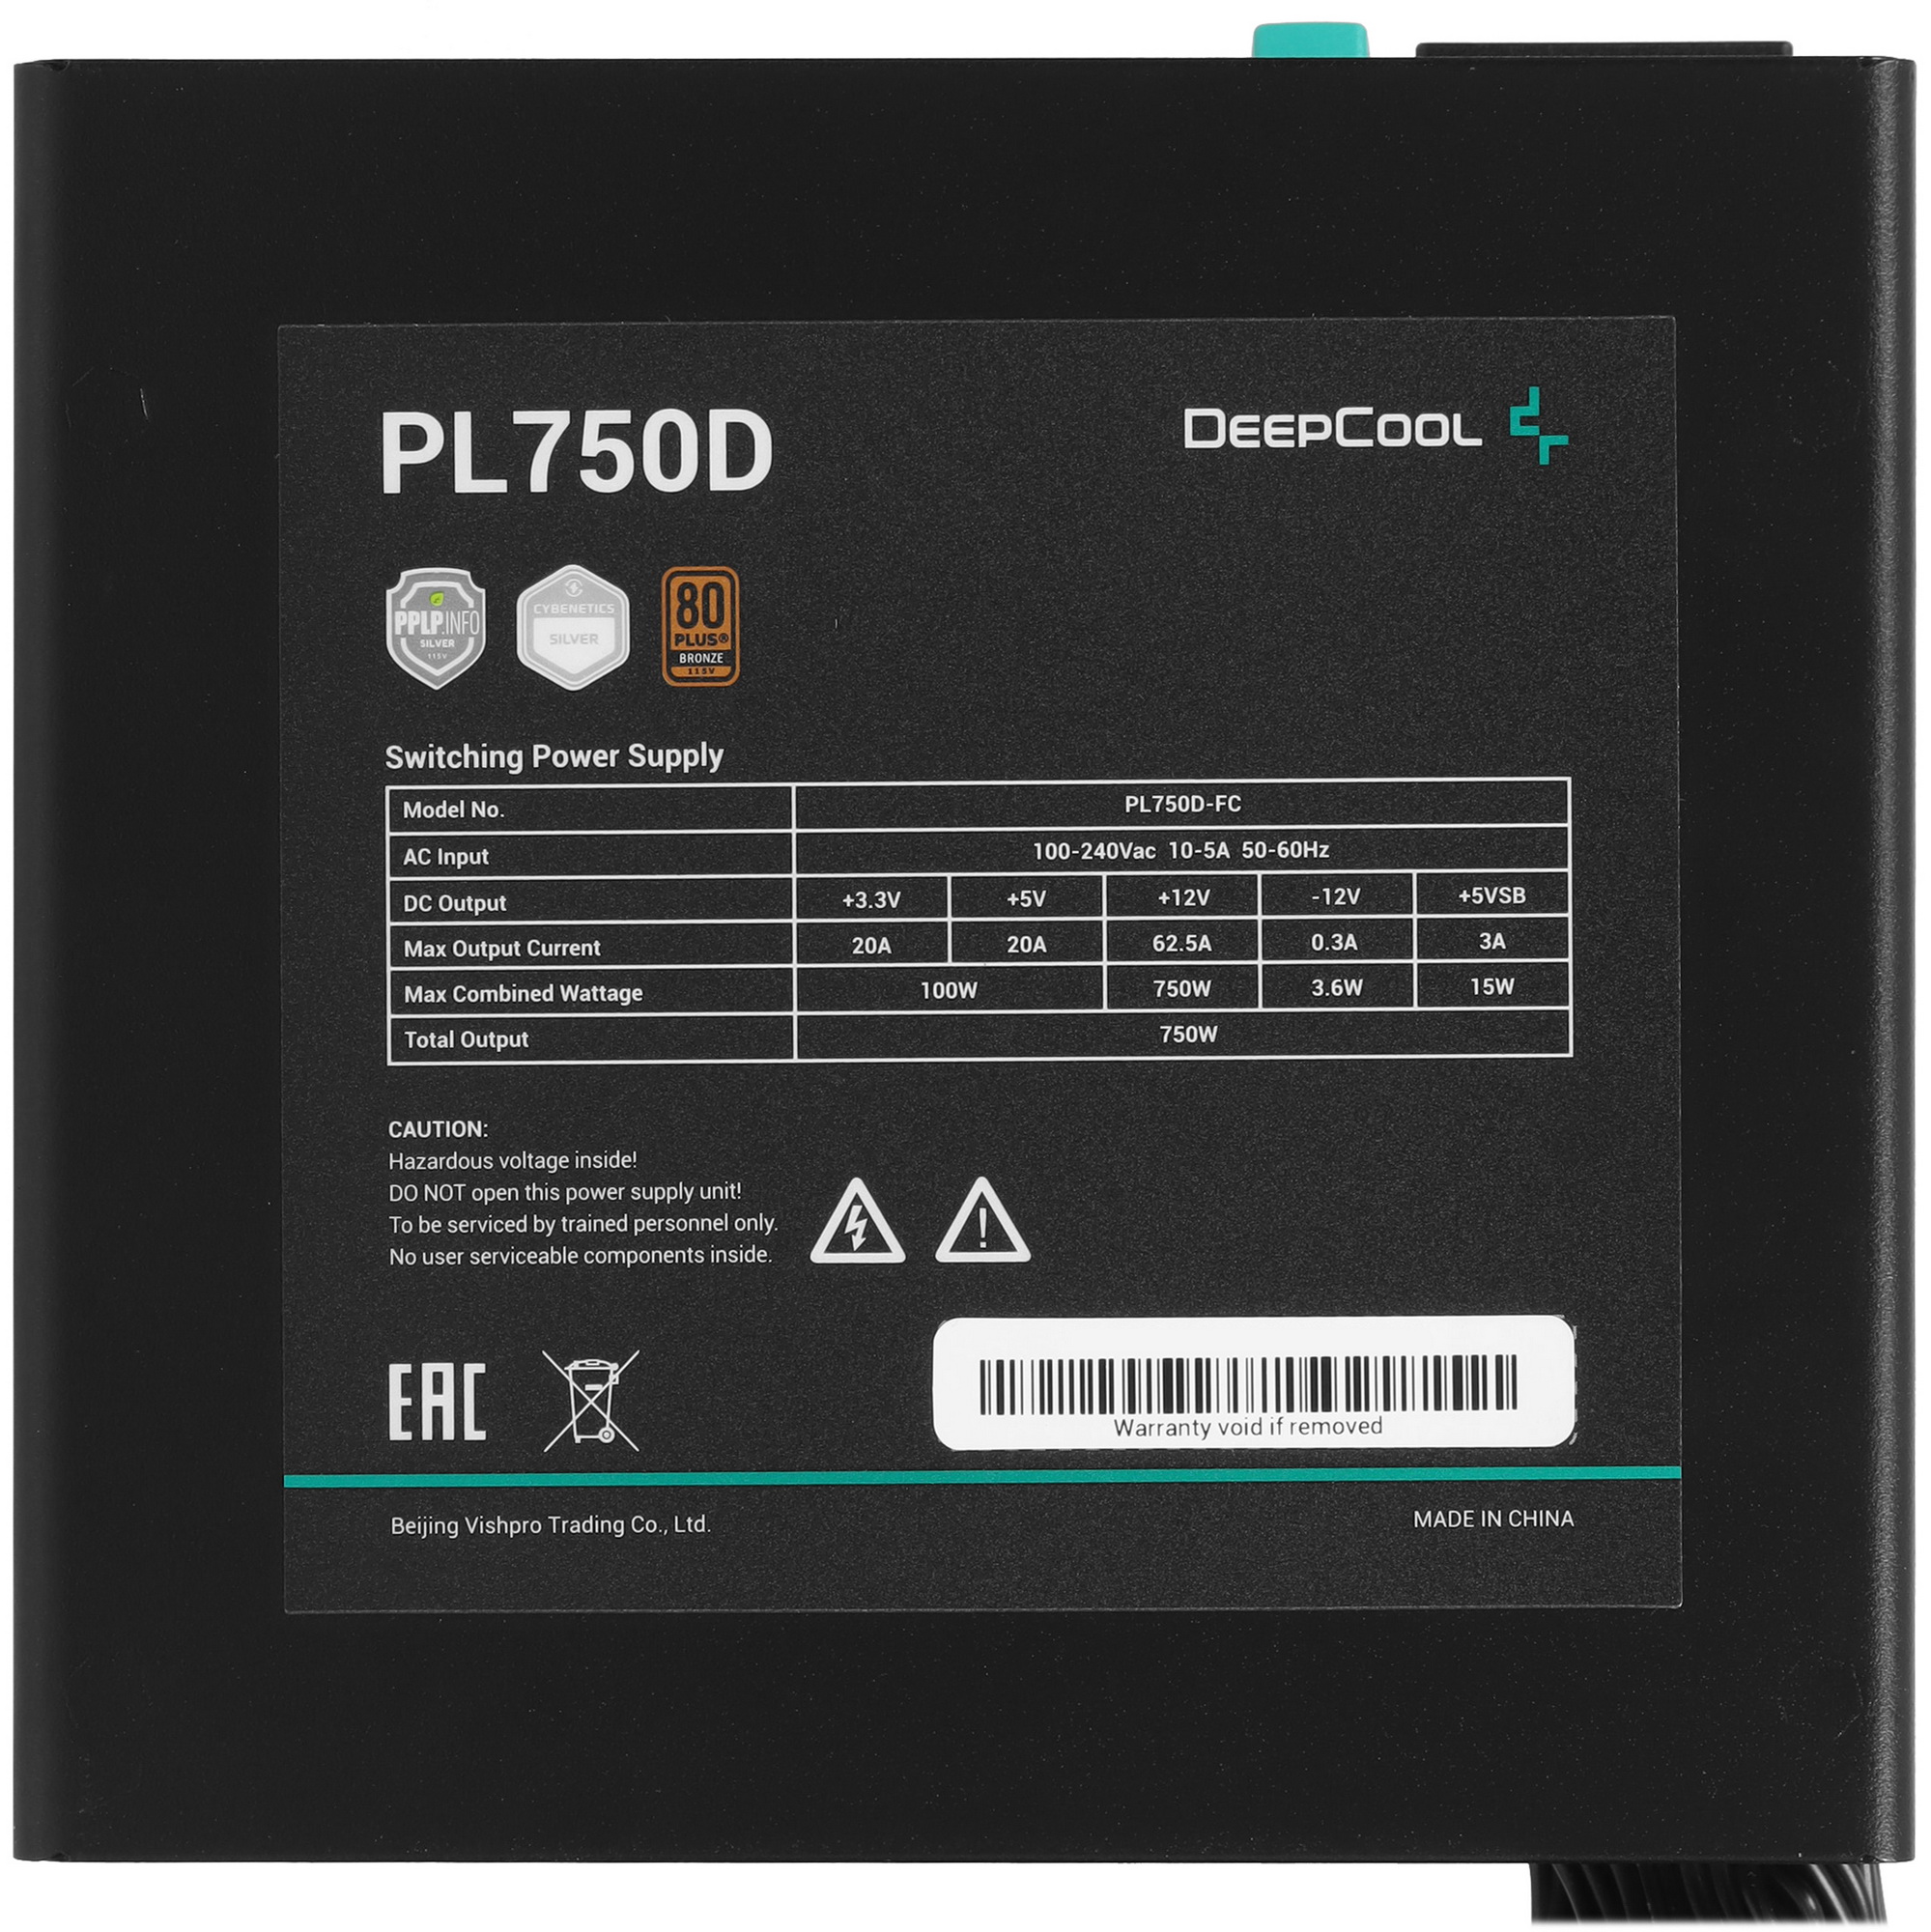 PL750D
DEEPCOOL
PPLP.INFO
SILVER
115V
CYBENETICS
SILVER
80
PLUS®
BRONZE
115V
Switching Power Supply
Model No. PL750D-FC
AC Input 100-240Vac 10-5A 50-60Hz
DC Output +3.3V +5V +12V -12V +5VSB
Max Output Current 20A 20A 62.5A 0.3A 3A
Max Combined Wattage 100W 750W 3.6W 15W
Total Output 750W
CAUTION:
Hazardous voltage inside!
DO NOT open this power supply unit!
To be serviced by trained personnel only.
No user serviceable components inside.
EAC
Warranty void if removed
Beijing Vishpro Trading Co., Ltd.
MADE IN CHINA